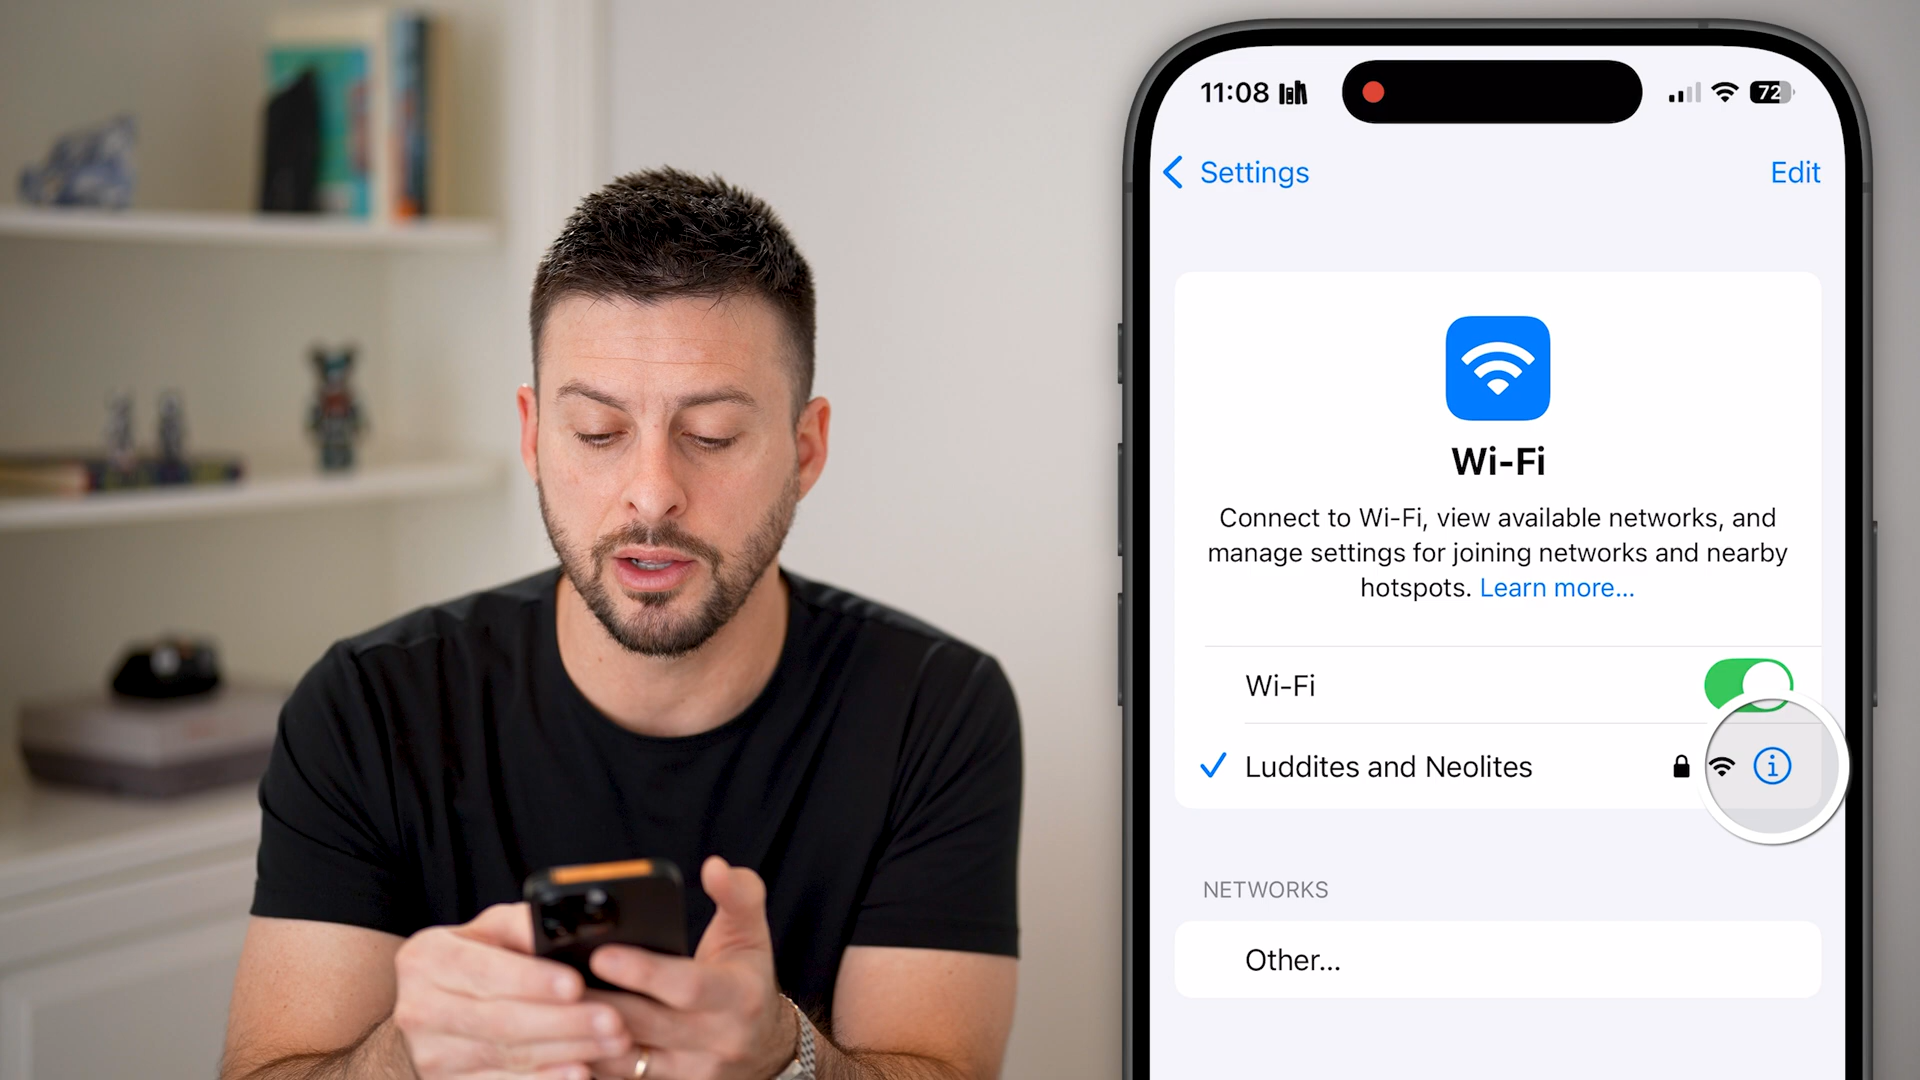 11:08
72
Settings
Edit
Wi-Fi
Connect to Wi-Fi, view available networks, and
manage settings for joining networks and nearby
hotspots. Learn more...
Wi-Fi
Luddites and Neolites
NETWORKS
Other...